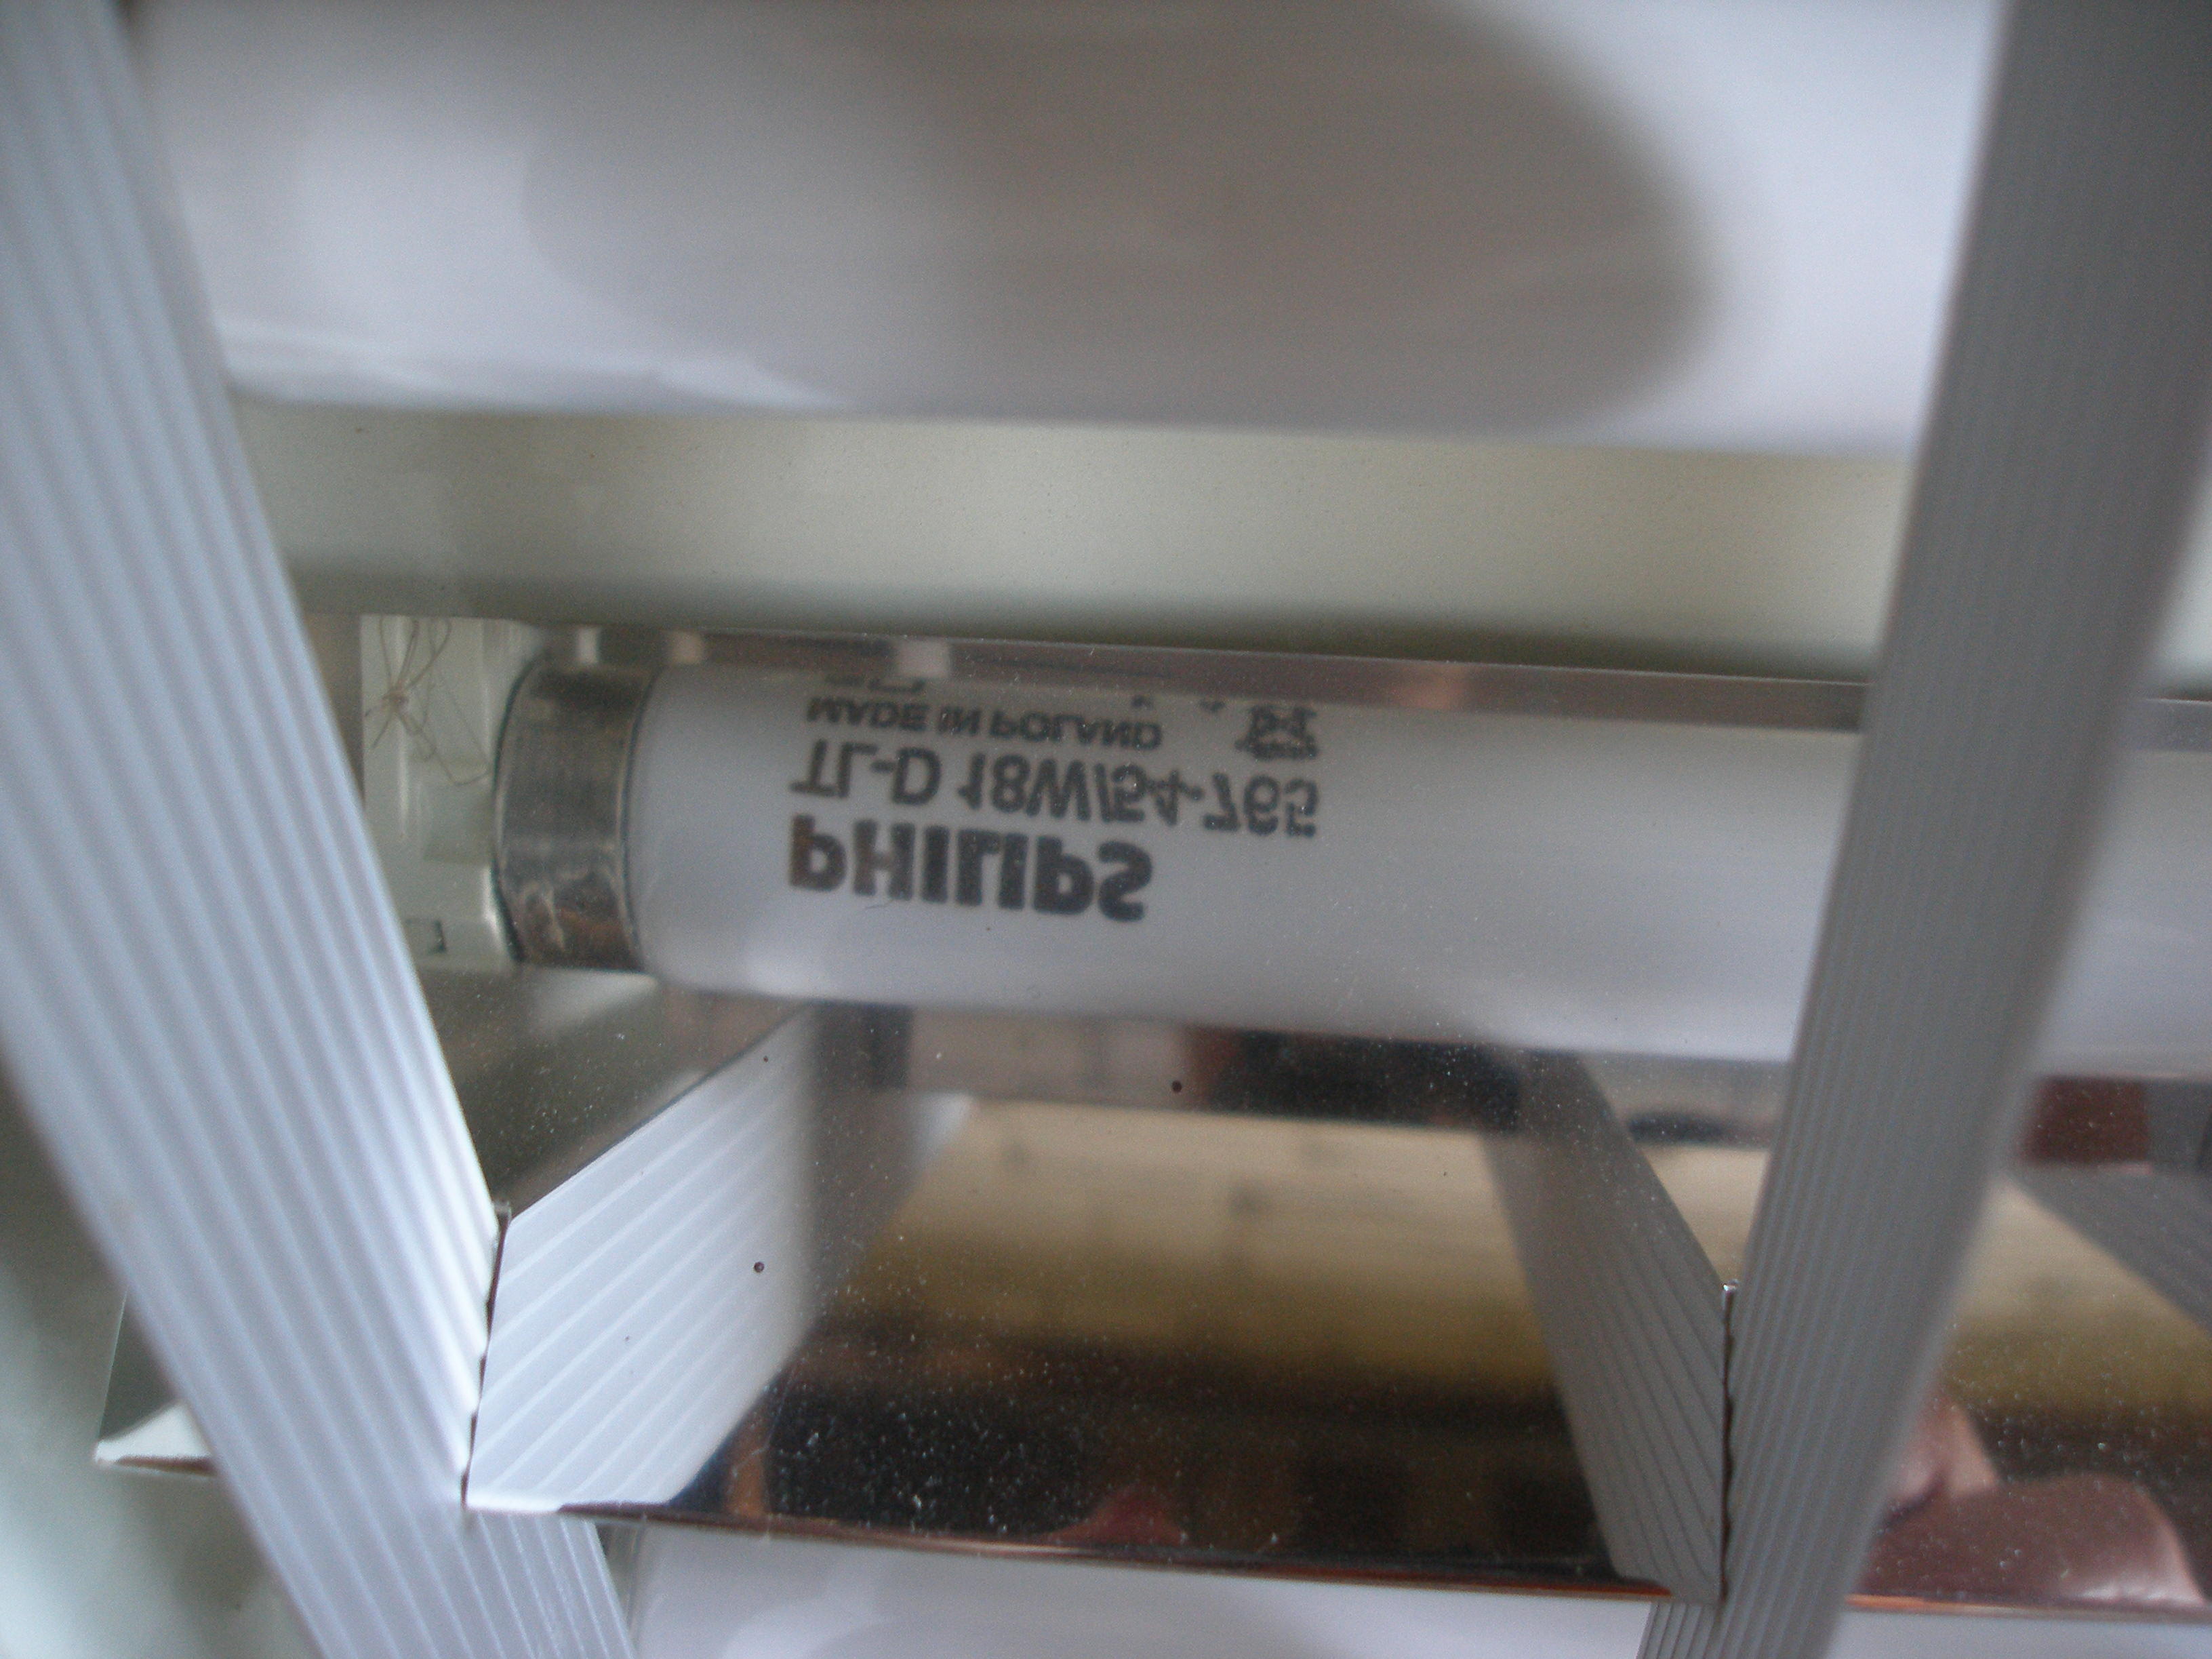 PHILIPS
TL-D 18W/54-765
MADE IN POLAND